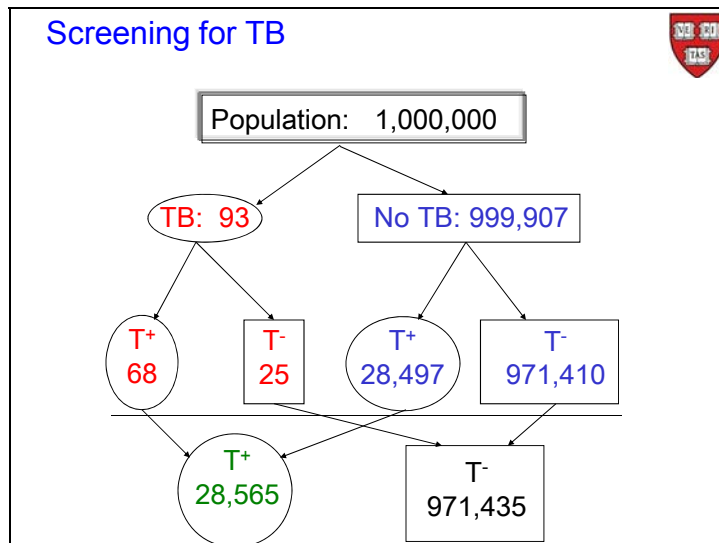 Screening for TB
VE RI
TAS
Population: 1,000,000
TB: 93
No TB: 999,907
T+
68
T-
25
T+
28,497
T-
971,410
T+
28,565
T-
971,435